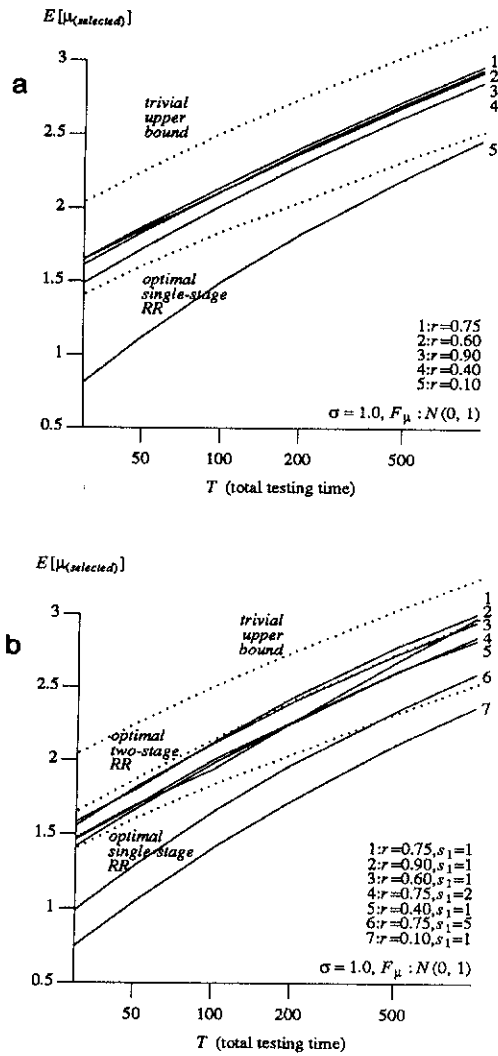 E [μ(selected)]
a
3
2.5
2
1.5
1
0.5
trivial
upper
bound
optimal
single-stage
RR
1
2
3
4
5
1:r=0.75
2:r=0.60
3:r=0.90
4:r=0.40
5:r=0.10
σ = 1.0, Fμ : N(0, 1)
50
100
200
500
T (total testing time)
E [μ(selected)]
b
3
2.5
2
1.5
1
0.5
trivial
upper
bound
optimal
two-stage
RR
optimal
single-stage
RR
1
2
3
4
5
6
7
1:r=0.75,s1=1
2:r=0.90,s1=1
3:r=0.60,s1=1
4:r=0.75,s1=2
5:r=0.40,s1=1
6:r=0.75,s1=5
7:r=0.10,s1=1
σ = 1.0, Fμ : N(0, 1)
50
100
200
500
T (total testing time)